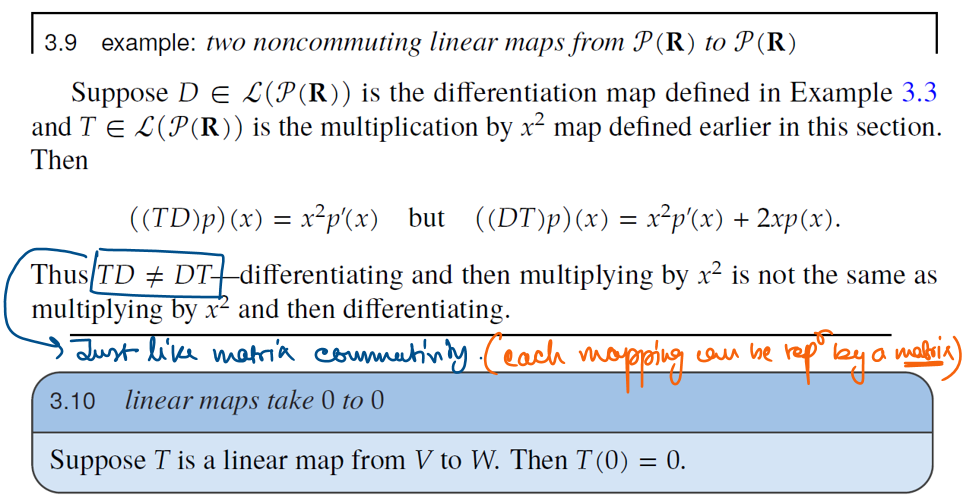 3.9 example: two noncommuting linear maps from 𝒫(𝐑) to 𝒫(𝐑)
Suppose D ∈ ℒ(𝒫(𝐑)) is the differentiation map defined in Example 3.3
and T ∈ ℒ(𝒫(𝐑)) is the multiplication by x² map defined earlier in this section.
Then
((TD)p)(x) = x²p′(x) but ((DT)p)(x) = x²p′(x) + 2xp(x).
Thus TD ≠ DT—differentiating and then multiplying by x² is not the same as
multiplying by x² and then differentiating.
Just like matrix commutivity. (each mapping can be repⁿ by a matrix)
3.10 linear maps take 0 to 0
Suppose T is a linear map from V to W. Then T(0) = 0.